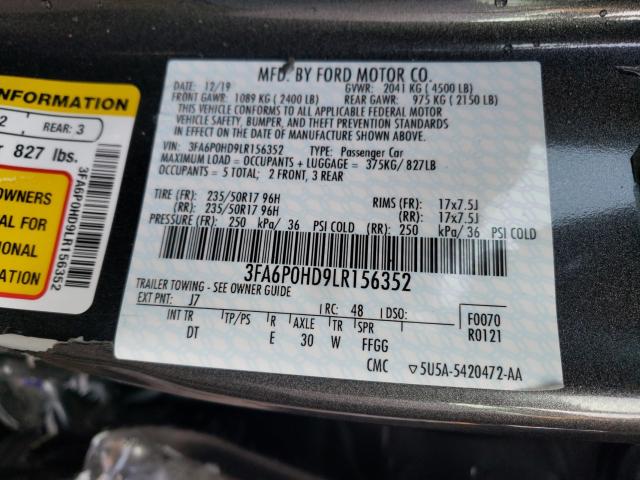 INFORMATION
2 REAR: 3
827 lbs.
OWNERS
AL FOR
IONAL
ION
3FA6P0HD9LR156352
MFD. BY FORD MOTOR CO.
DATE: 12/19 GVWR: 2041 KG ( 4500 LB)
FRONT GAWR: 1089 KG ( 2400 LB) REAR GAWR: 975 KG ( 2150 LB)
THIS VEHICLE CONFORMS TO ALL APPLICABLE FEDERAL MOTOR
VEHICLE SAFETY, BUMPER, AND THEFT PREVENTION STANDARDS
IN EFFECT ON THE DATE OF MANUFACTURE SHOWN ABOVE.
VIN: 3FA6P0HD9LR156352 TYPE: Passenger Car
MAXIMUM LOAD = OCCUPANTS + LUGGAGE = 375KG/ 827LB
OCCUPANTS = 5 TOTAL; 2 FRONT, 3 REAR
TIRE (FR): 235/50R17 96H RIMS (FR): 17x7.5J
(RR): 235/50R17 96H (RR): 17x7.5J
PRESSURE (FR): 250 kPa/ 36 PSI COLD (RR): 250 kPa/ 36 PSI COLD
3FA6P0HD9LR156352
TRAILER TOWING - SEE OWNER GUIDE
EXT PNT: J7 RC: 48 DSO: F0070
INT TR TP/PS R AXLE TR SPR R0121
DT E 30 W FFGG
CMC ▽5U5A-5420472-AA